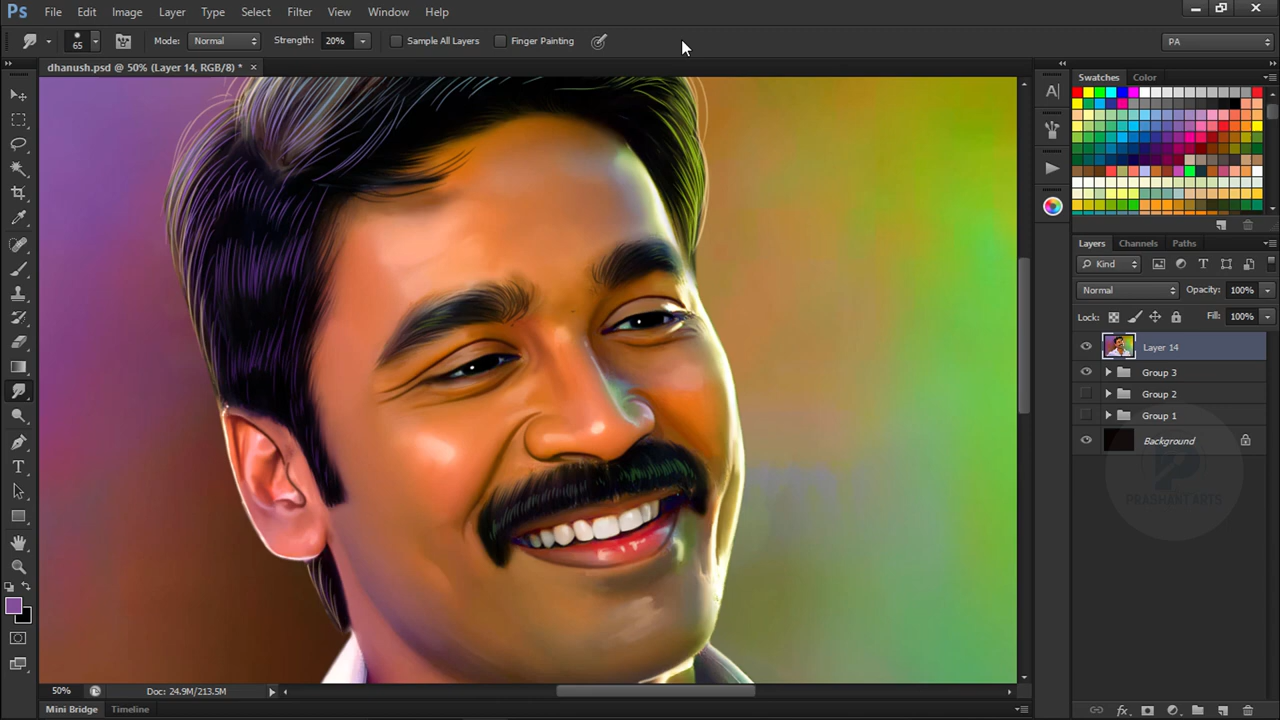 Ps File Edit Image Layer Type Select Filter View Window Help
65 Mode: Normal Strength: 20% Sample All Layers Finger Painting PA
dhanush.psd @ 50% (Layer 14, RGB/8) * ×
Swatches Color
Layers Channels Paths
Kind
Normal Opacity: 100%
Lock: Fill: 100%
Layer 14
Group 3
Group 2
Group 1
Background
PRASHANT ARTS
50% Doc: 24.9M/213.5M
Mini Bridge Timeline